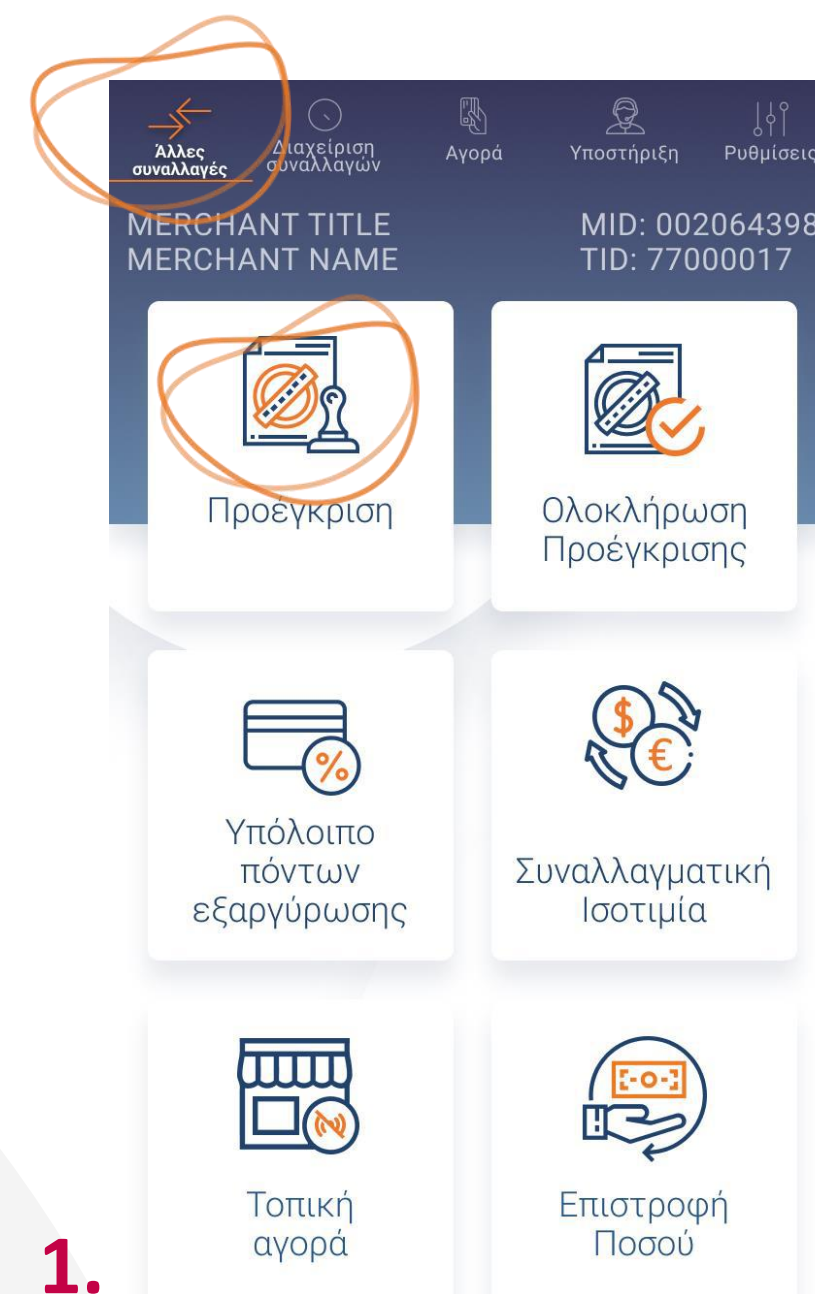 Άλλες
συναλλαγές
Διαχείριση
συναλλαγών
Αγορά
Υποστήριξη
Ρυθμίσεις
MERCHANT TITLE
MERCHANT NAME
MID: 002064398
TID: 77000017
Προέγκριση
Ολοκλήρωση
Προέγκρισης
%
$
€
Υπόλοιπο
πόντων
εξαργύρωσης
Συναλλαγματική
Ισοτιμία
Τοπική
αγορά
Επιστροφή
Ποσού
1.